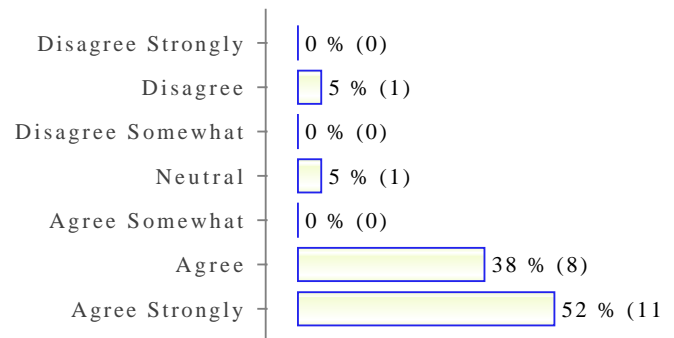 Disagree Strongly 0 % (0)
Disagree 5 % (1)
Disagree Somewhat 0 % (0)
Neutral 5 % (1)
Agree Somewhat 0 % (0)
Agree 38 % (8)
Agree Strongly 52 % (11